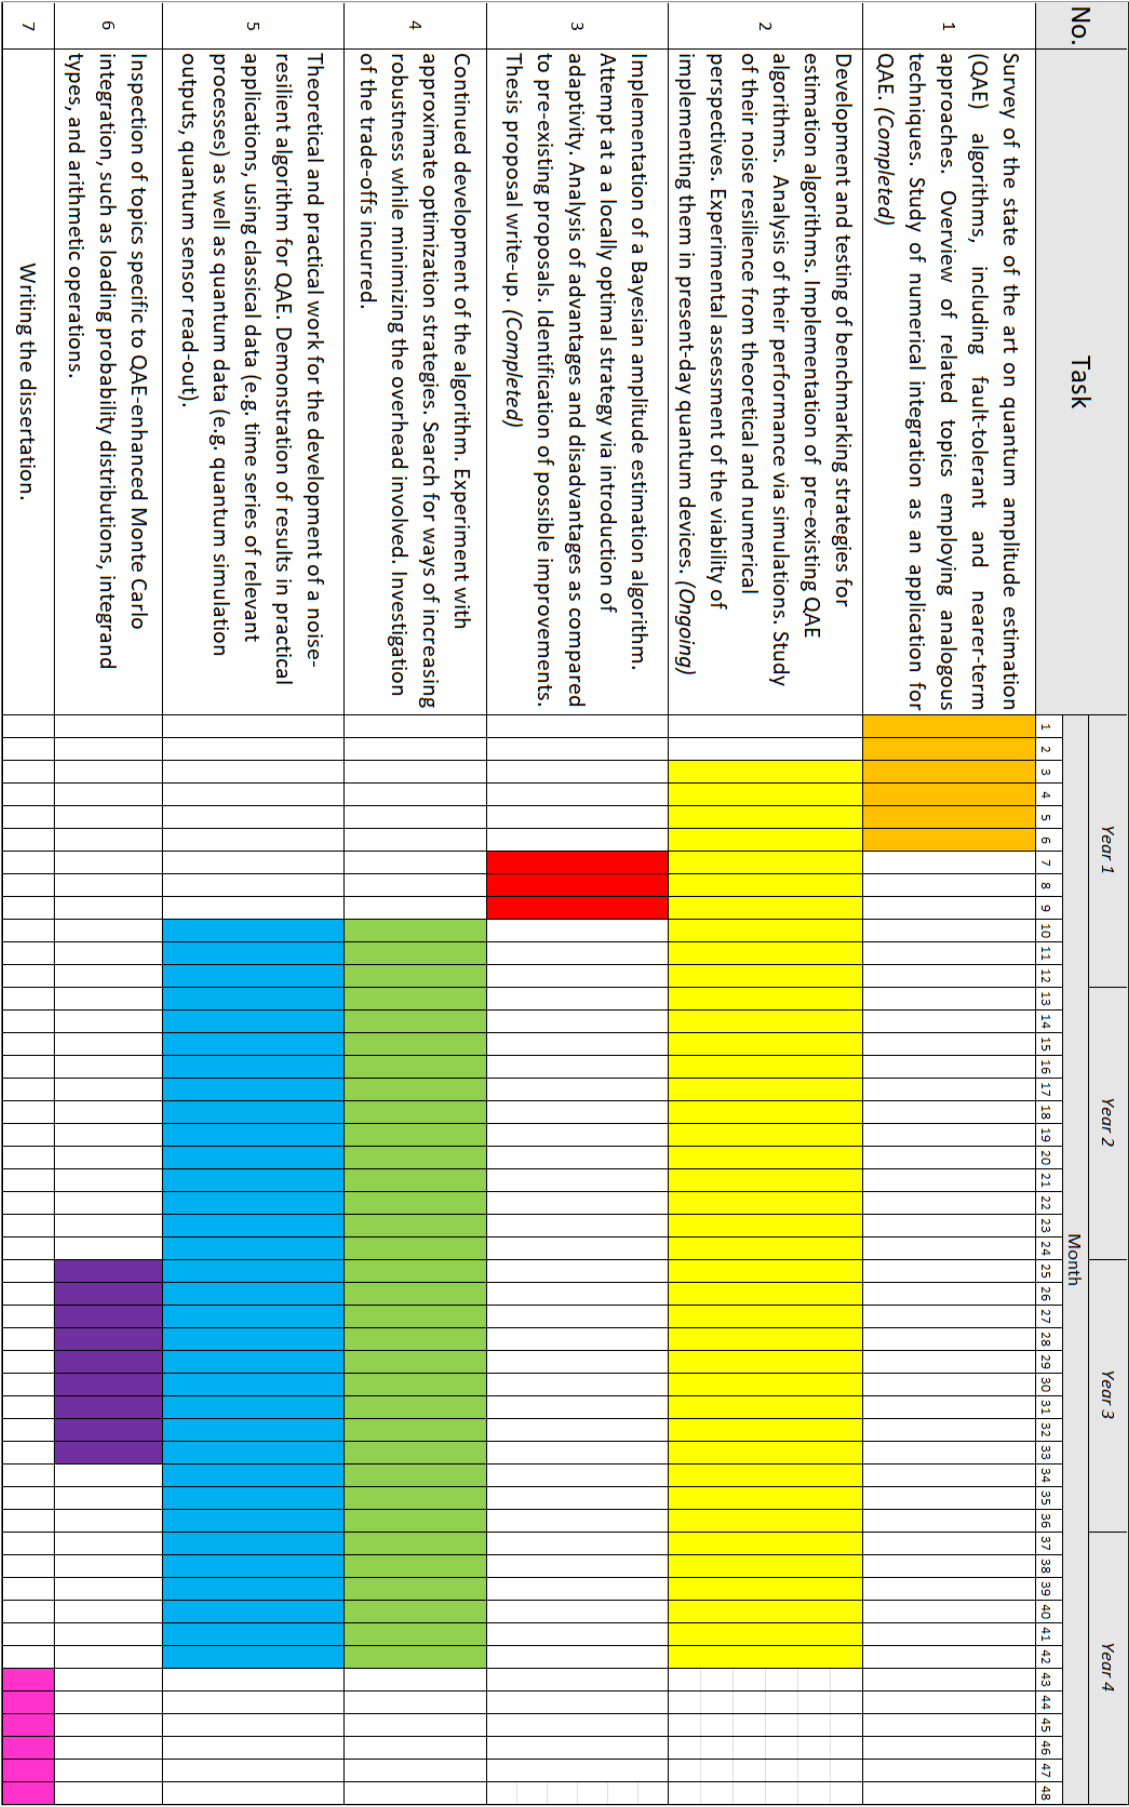 No.
Task
Year 1
Year 2
Year 3
Year 4
Month
1 2 3 4 5 6 7 8 9 10 11 12 13 14 15 16 17 18 19 20 21 22 23 24 25 26 27 28 29 30 31 32 33 34 35 36 37 38 39 40 41 42 43 44 45 46 47 48
1
Survey of the state of the art on quantum amplitude estimation
(QAE) algorithms, including fault-tolerant and nearer-term
approaches. Overview of related topics employing analogous
techniques. Study of numerical integration as an application for
QAE. (Completed)
2
Development and testing of benchmarking strategies for
estimation algorithms. Implementation of pre-existing QAE
algorithms. Analysis of their performance via simulations. Study
of their noise resilience from theoretical and numerical
perspectives. Experimental assessment of the viability of
implementing them in present-day quantum devices. (Ongoing)
3
Implementation of a Bayesian amplitude estimation algorithm.
Attempt at a a locally optimal strategy via introduction of
adaptivity. Analysis of advantages and disadvantages as compared
to pre-existing proposals. Identification of possible improvements.
Thesis proposal write-up. (Completed)
4
Continued development of the algorithm. Experiment with
approximate optimization strategies. Search for ways of increasing
robustness while minimizing the overhead involved. Investigation
of the trade-offs incurred.
5
Theoretical and practical work for the development of a noise-
resilient algorithm for QAE. Demonstration of results in practical
applications, using classical data (e.g. time series of relevant
processes) as well as quantum data (e.g. quantum simulation
outputs, quantum sensor read-out).
6
Inspection of topics specific to QAE-enhanced Monte Carlo
integration, such as loading probability distributions, integrand
types, and arithmetic operations.
7
Writing the dissertation.